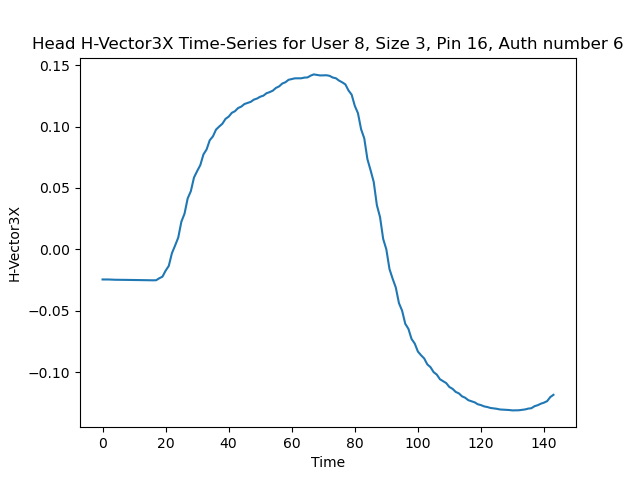 Head H-Vector3X Time-Series for User 8, Size 3, Pin 16, Auth number 6
H-Vector3X
0.15
0.10
0.05
0.00
−0.05
−0.10
0 20 40 60 80 100 120 140
Time